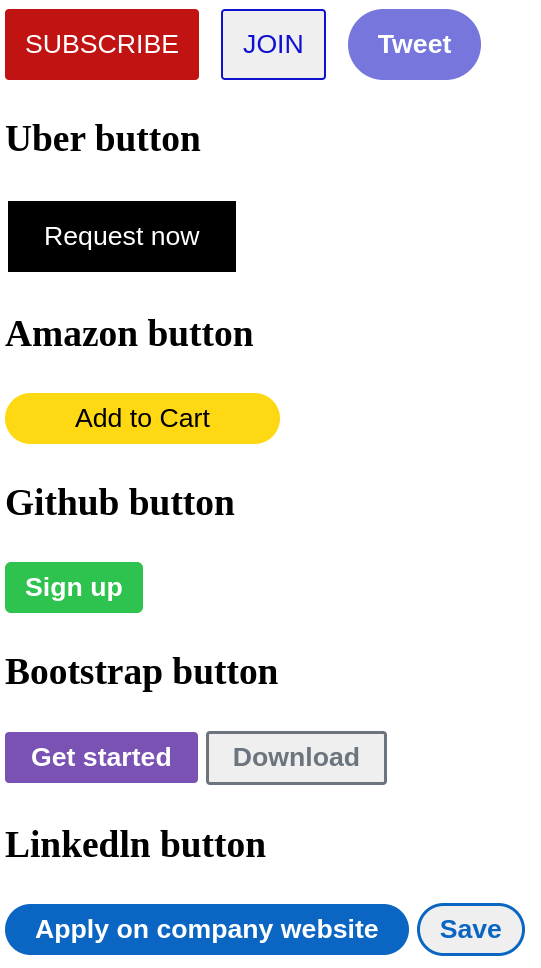 SUBSCRIBE JOIN Tweet
Uber button
Request now
Amazon button
Add to Cart
Github button
Sign up
Bootstrap button
Get started Download
Linkedln button
Apply on company website Save